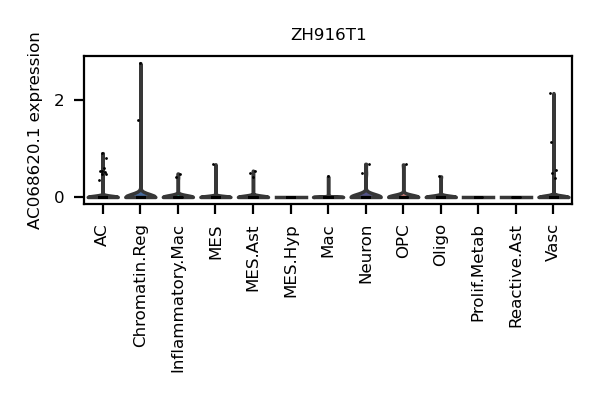 ZH916T1
AC068620.1 expression
2
0
AC
Chromatin.Reg
Inflammatory.Mac
MES
MES.Ast
MES.Hyp
Mac
Neuron
OPC
Oligo
Prolif.Metab
Reactive.Ast
Vasc